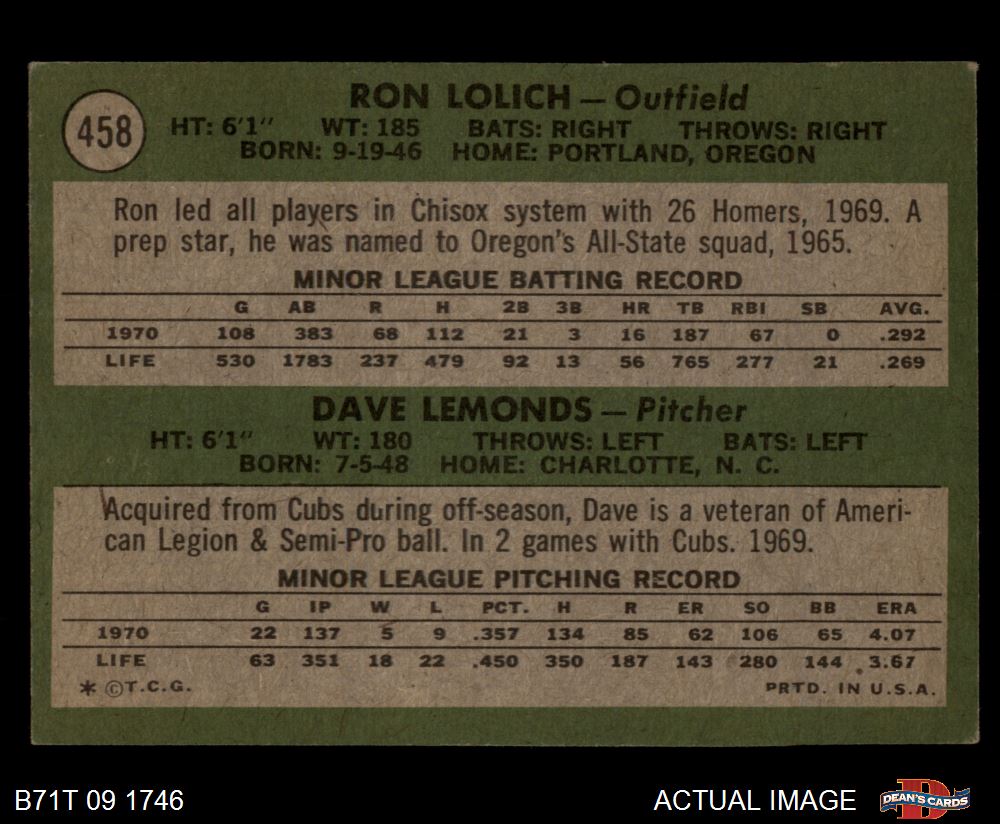 458
RON LOLICH — Outfield
HT: 6'1" WT: 185 BATS: RIGHT THROWS: RIGHT
BORN: 9-19-46 HOME: PORTLAND, OREGON
Ron led all players in Chisox system with 26 Homers, 1969. A
prep star, he was named to Oregon's All-State squad, 1965.
MINOR LEAGUE BATTING RECORD
G AB R H 2B 3B HR TB RBI SB AVG.
1970 108 383 68 112 21 3 16 187 67 0 .292
LIFE 530 1783 237 479 92 13 56 765 277 21 .269
DAVE LEMONDS — Pitcher
HT: 6'1" WT: 180 THROWS: LEFT BATS: LEFT
BORN: 7-5-48 HOME: CHARLOTTE, N. C.
Acquired from Cubs during off-season, Dave is a veteran of Ameri-
can Legion & Semi-Pro ball. In 2 games with Cubs. 1969.
MINOR LEAGUE PITCHING RECORD
G IP W L PCT. H R ER SO BB ERA
1970 22 137 5 9 .357 134 85 62 106 65 4.07
LIFE 63 351 18 22 .450 350 187 143 280 144 3.67
* ©T.C.G. PRTD. IN U.S.A.
B71T 09 1746 ACTUAL IMAGE DEAN'S CARDS